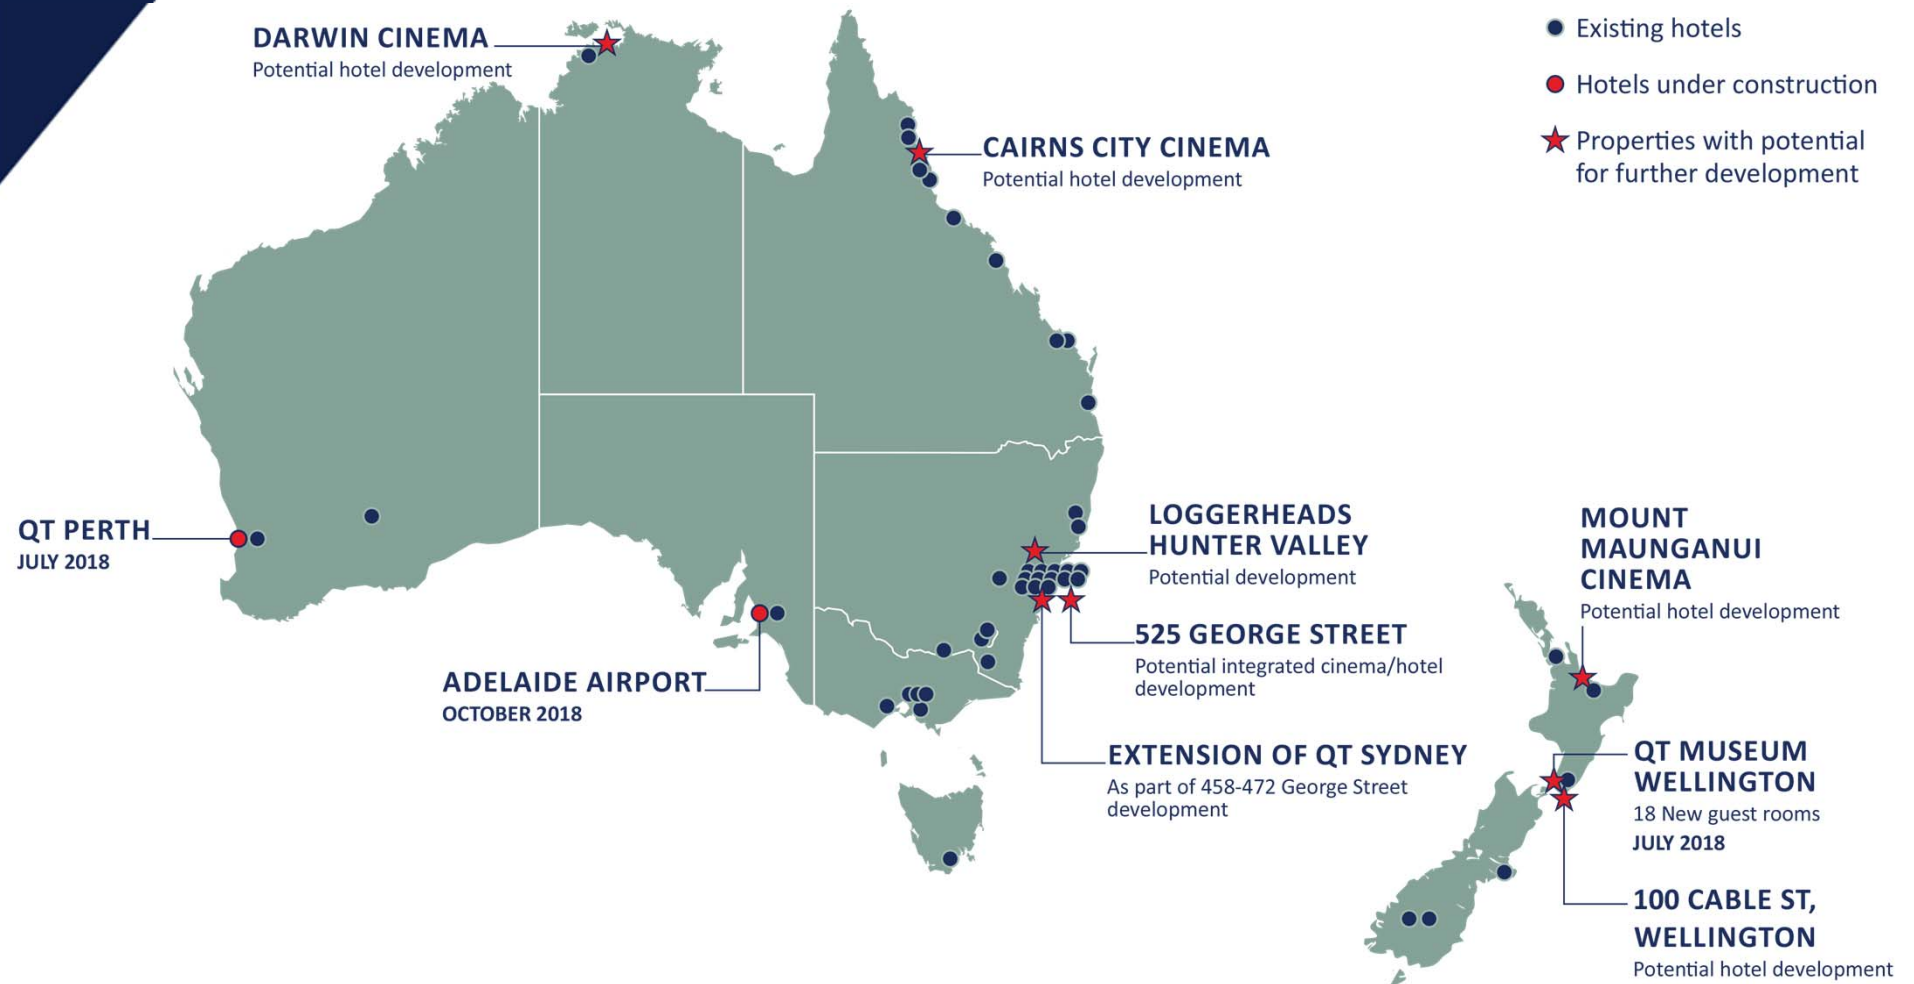 DARWIN CINEMA
Potential hotel development
Existing hotels
Hotels under construction
Properties with potential
for further development
CAIRNS CITY CINEMA
Potential hotel development
QT PERTH
JULY 2018
ADELAIDE AIRPORT
OCTOBER 2018
LOGGERHEADS
HUNTER VALLEY
Potential development
525 GEORGE STREET
Potential integrated cinema/hotel
development
EXTENSION OF QT SYDNEY
As part of 458-472 George Street
development
MOUNT
MAUNGANUI
CINEMA
Potential hotel development
QT MUSEUM
WELLINGTON
18 New guest rooms
JULY 2018
100 CABLE ST,
WELLINGTON
Potential hotel development